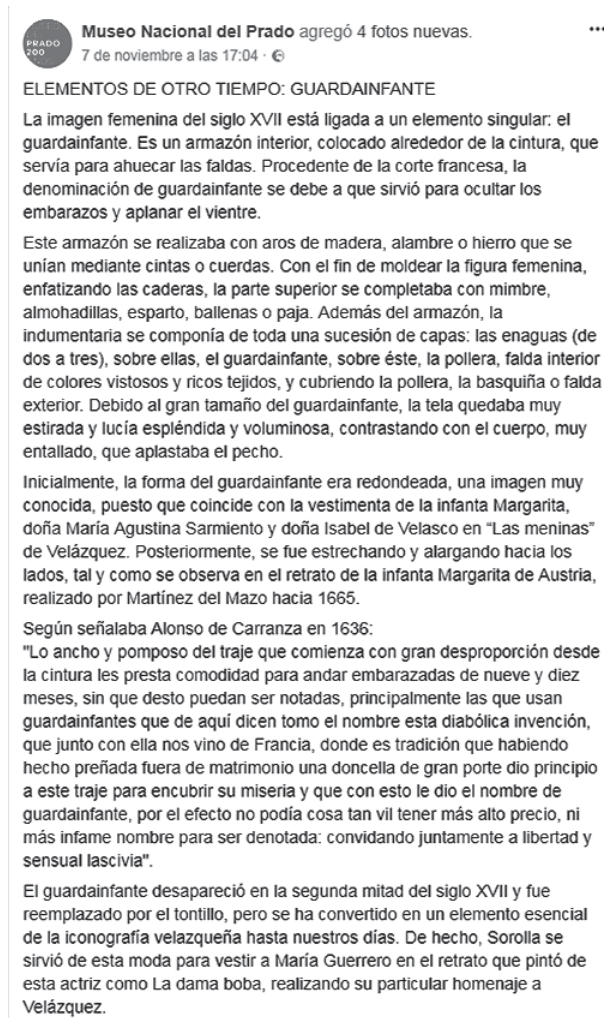 PRADO
200
Museo Nacional del Prado agregó 4 fotos nuevas.
7 de noviembre a las 17:04 ·
ELEMENTOS DE OTRO TIEMPO: GUARDAINFANTE
La imagen femenina del siglo XVII está ligada a un elemento singular: el
guardainfante. Es un armazón interior, colocado alrededor de la cintura, que
servía para ahuecar las faldas. Procedente de la corte francesa, la
denominación de guardainfante se debe a que sirvió para ocultar los
embarazos y aplanar el vientre.
Este armazón se realizaba con aros de madera, alambre o hierro que se
unían mediante cintas o cuerdas. Con el fin de moldear la figura femenina,
enfatizando las caderas, la parte superior se completaba con mimbre,
almohadillas, esparto, ballenas o paja. Además del armazón, la
indumentaria se componía de toda una sucesión de capas: las enaguas (de
dos a tres), sobre ellas, el guardainfante, sobre éste, la pollera, falda interior
de colores vistosos y ricos tejidos, y cubriendo la pollera, la basquiña o falda
exterior. Debido al gran tamaño del guardainfante, la tela quedaba muy
estirada y lucía espléndida y voluminosa, contrastando con el cuerpo, muy
entallado, que aplastaba el pecho.
Inicialmente, la forma del guardainfante era redondeada, una imagen muy
conocida, puesto que coincide con la vestimenta de la infanta Margarita,
doña María Agustina Sarmiento y doña Isabel de Velasco en “Las meninas”
de Velázquez. Posteriormente, se fue estrechando y alargando hacia los
lados, tal y como se observa en el retrato de la infanta Margarita de Austria,
realizado por Martínez del Mazo hacia 1665.
Según señalaba Alonso de Carranza en 1636:
"Lo ancho y pomposo del traje que comienza con gran desproporción desde
la cintura les presta comodidad para andar embarazadas de nueve y diez
meses, sin que desto puedan ser notadas, principalmente las que usan
guardainfantes que de aquí dicen tomo el nombre esta diabólica invención,
que junto con ella nos vino de Francia, donde es tradición que habiendo
hecho preñada fuera de matrimonio una doncella de gran porte dio principio
a este traje para encubrir su miseria y que con esto le dio el nombre de
guardainfante, por el efecto no podía cosa tan vil tener más alto precio, ni
más infame nombre para ser denotada: convidando juntamente a libertad y
sensual lascivia".
El guardainfante desapareció en la segunda mitad del siglo XVII y fue
reemplazado por el tontillo, pero se ha convertido en un elemento esencial
de la iconografía velazqueña hasta nuestros días. De hecho, Sorolla se
sirvió de esta moda para vestir a María Guerrero en el retrato que pintó de
esta actriz como La dama boba, realizando su particular homenaje a
Velázquez.